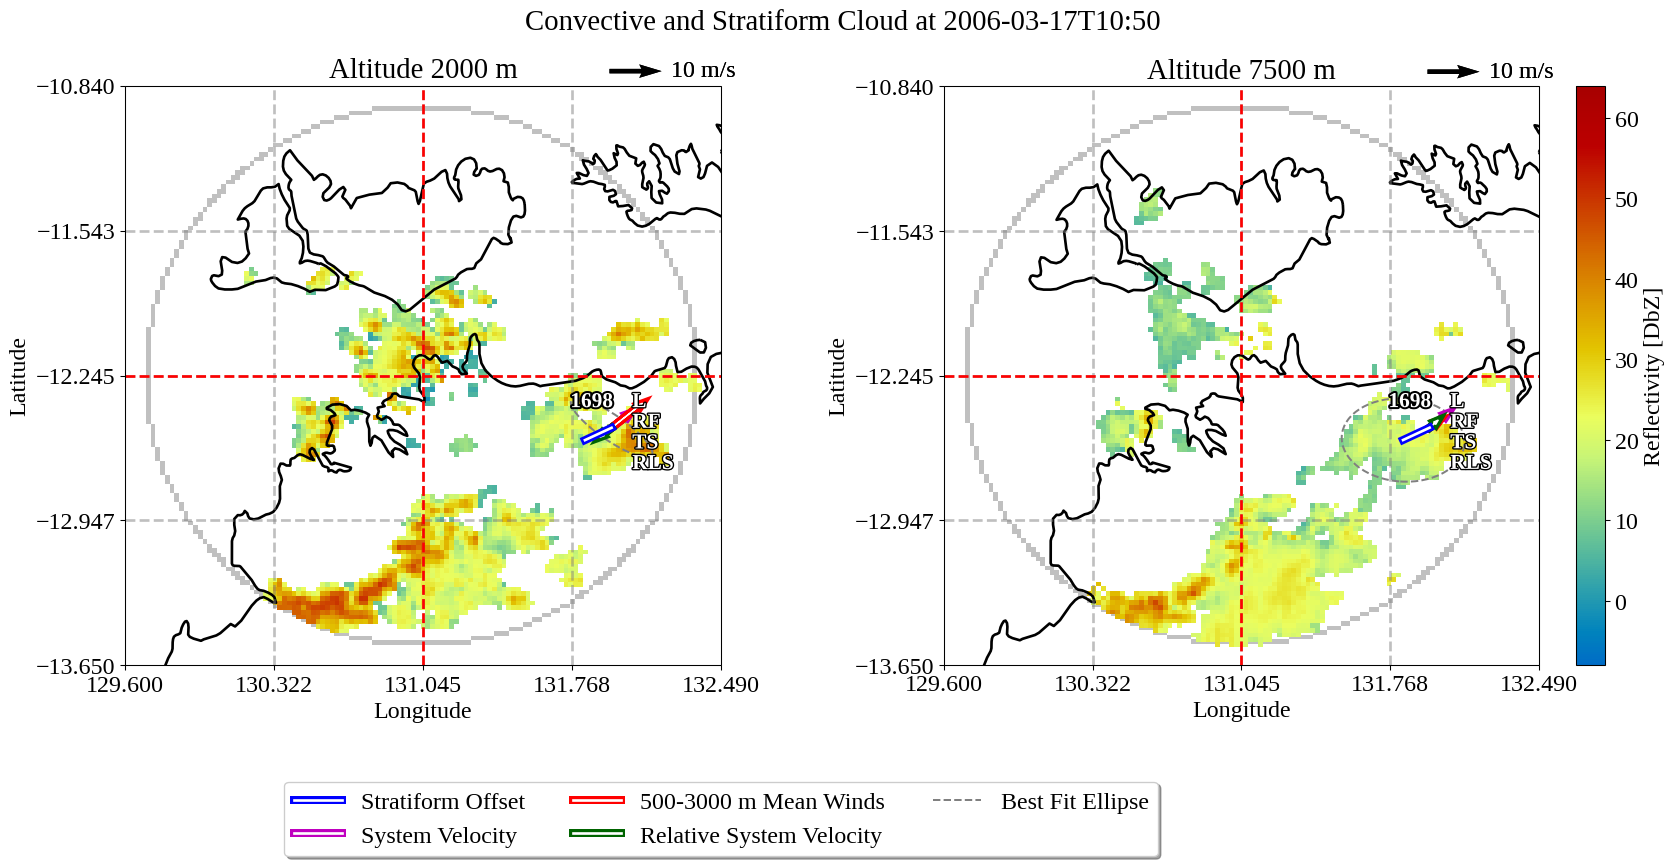 Convective and Stratiform Cloud at 2006-03-17T10:50
Altitude 2000 m
10 m/s
Altitude 7500 m
10 m/s
−10.840
−11.543
−12.245
−12.947
−13.650
Latitude
129.600
130.322
131.045
131.768
132.490
Longitude
1698
L
RF
TS
RLS
−10.840
−11.543
−12.245
−12.947
−13.650
Latitude
129.600
130.322
131.045
131.768
132.490
Longitude
1698
L
RF
TS
RLS
60
50
40
30
20
10
0
Reflectivity [DbZ]
Stratiform Offset
500-3000 m Mean Winds
Best Fit Ellipse
System Velocity
Relative System Velocity